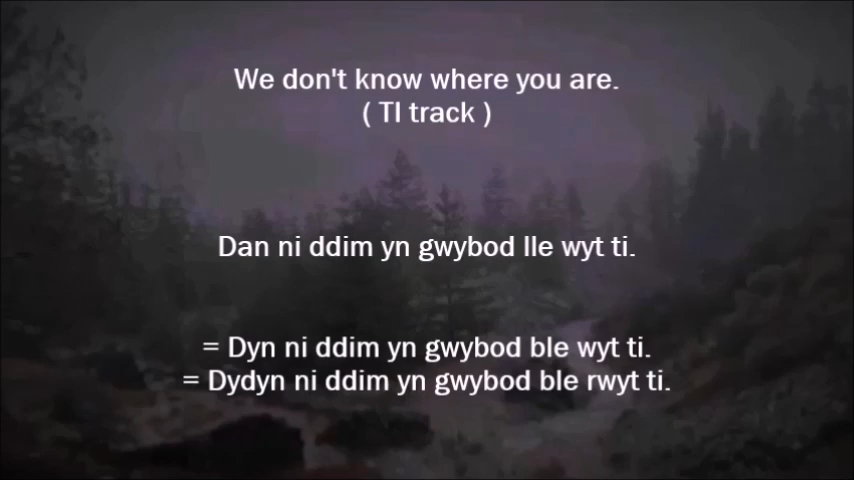 We don't know where you are.
( TI track )
Dan ni ddim yn gwybod lle wyt ti.
= Dyn ni ddim yn gwybod ble wyt ti.
= Dydyn ni ddim yn gwybod ble rwyt ti.